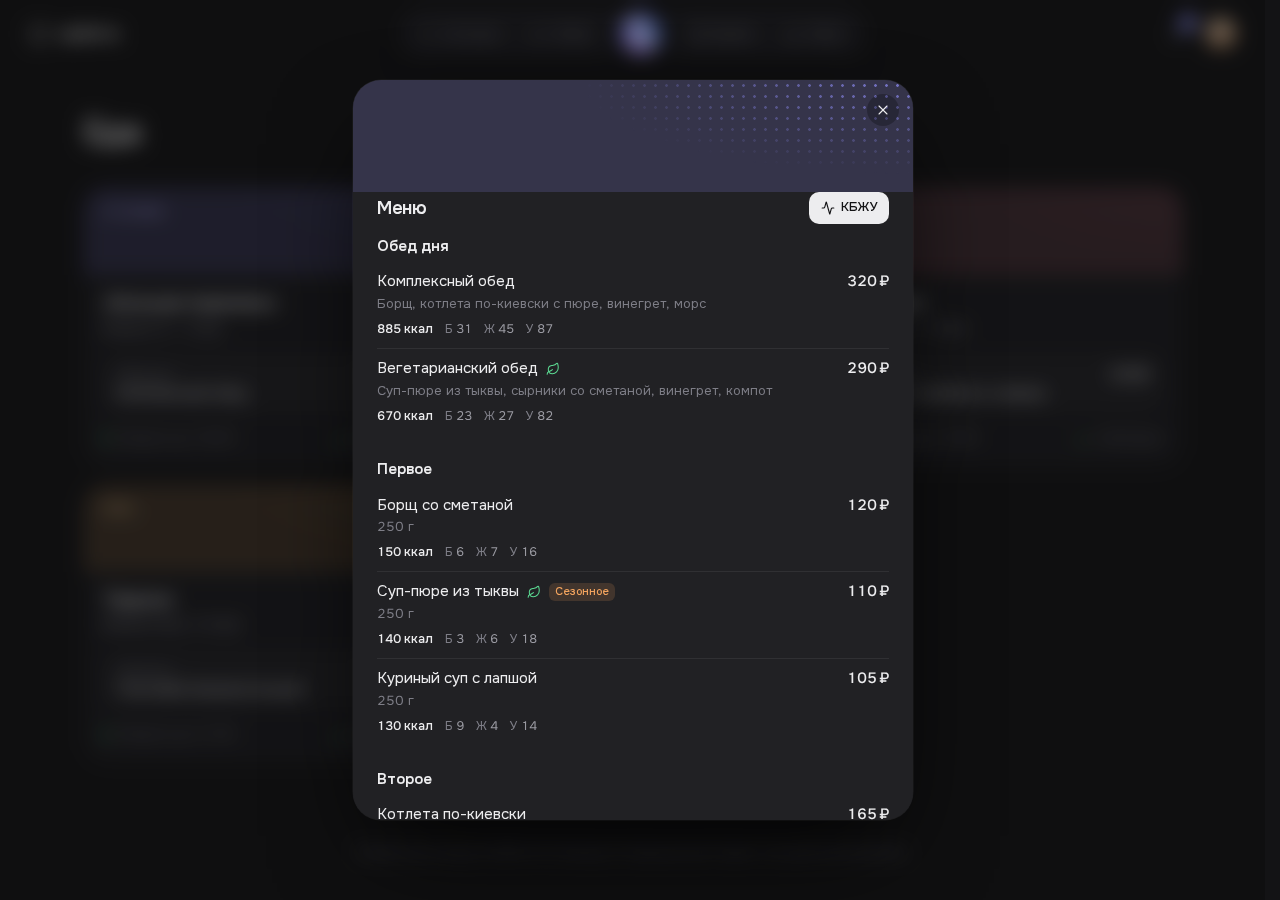 Меню
КБЖУ
Обед дня
Комплексный обед 320 ₽
Борщ, котлета по-киевски с пюре, винегрет, морс
885 ккал Б 31 Ж 45 У 87
Вегетарианский обед 290 ₽
Суп-пюре из тыквы, сырники со сметаной, винегрет, компот
670 ккал Б 23 Ж 27 У 82
Первое
Борщ со сметаной 120 ₽
250 г
150 ккал Б 6 Ж 7 У 16
Суп-пюре из тыквы Сезонное 110 ₽
250 г
140 ккал Б 3 Ж 6 У 18
Куриный суп с лапшой 105 ₽
250 г
130 ккал Б 9 Ж 4 У 14
Второе
Котлета по-киевски 165 ₽